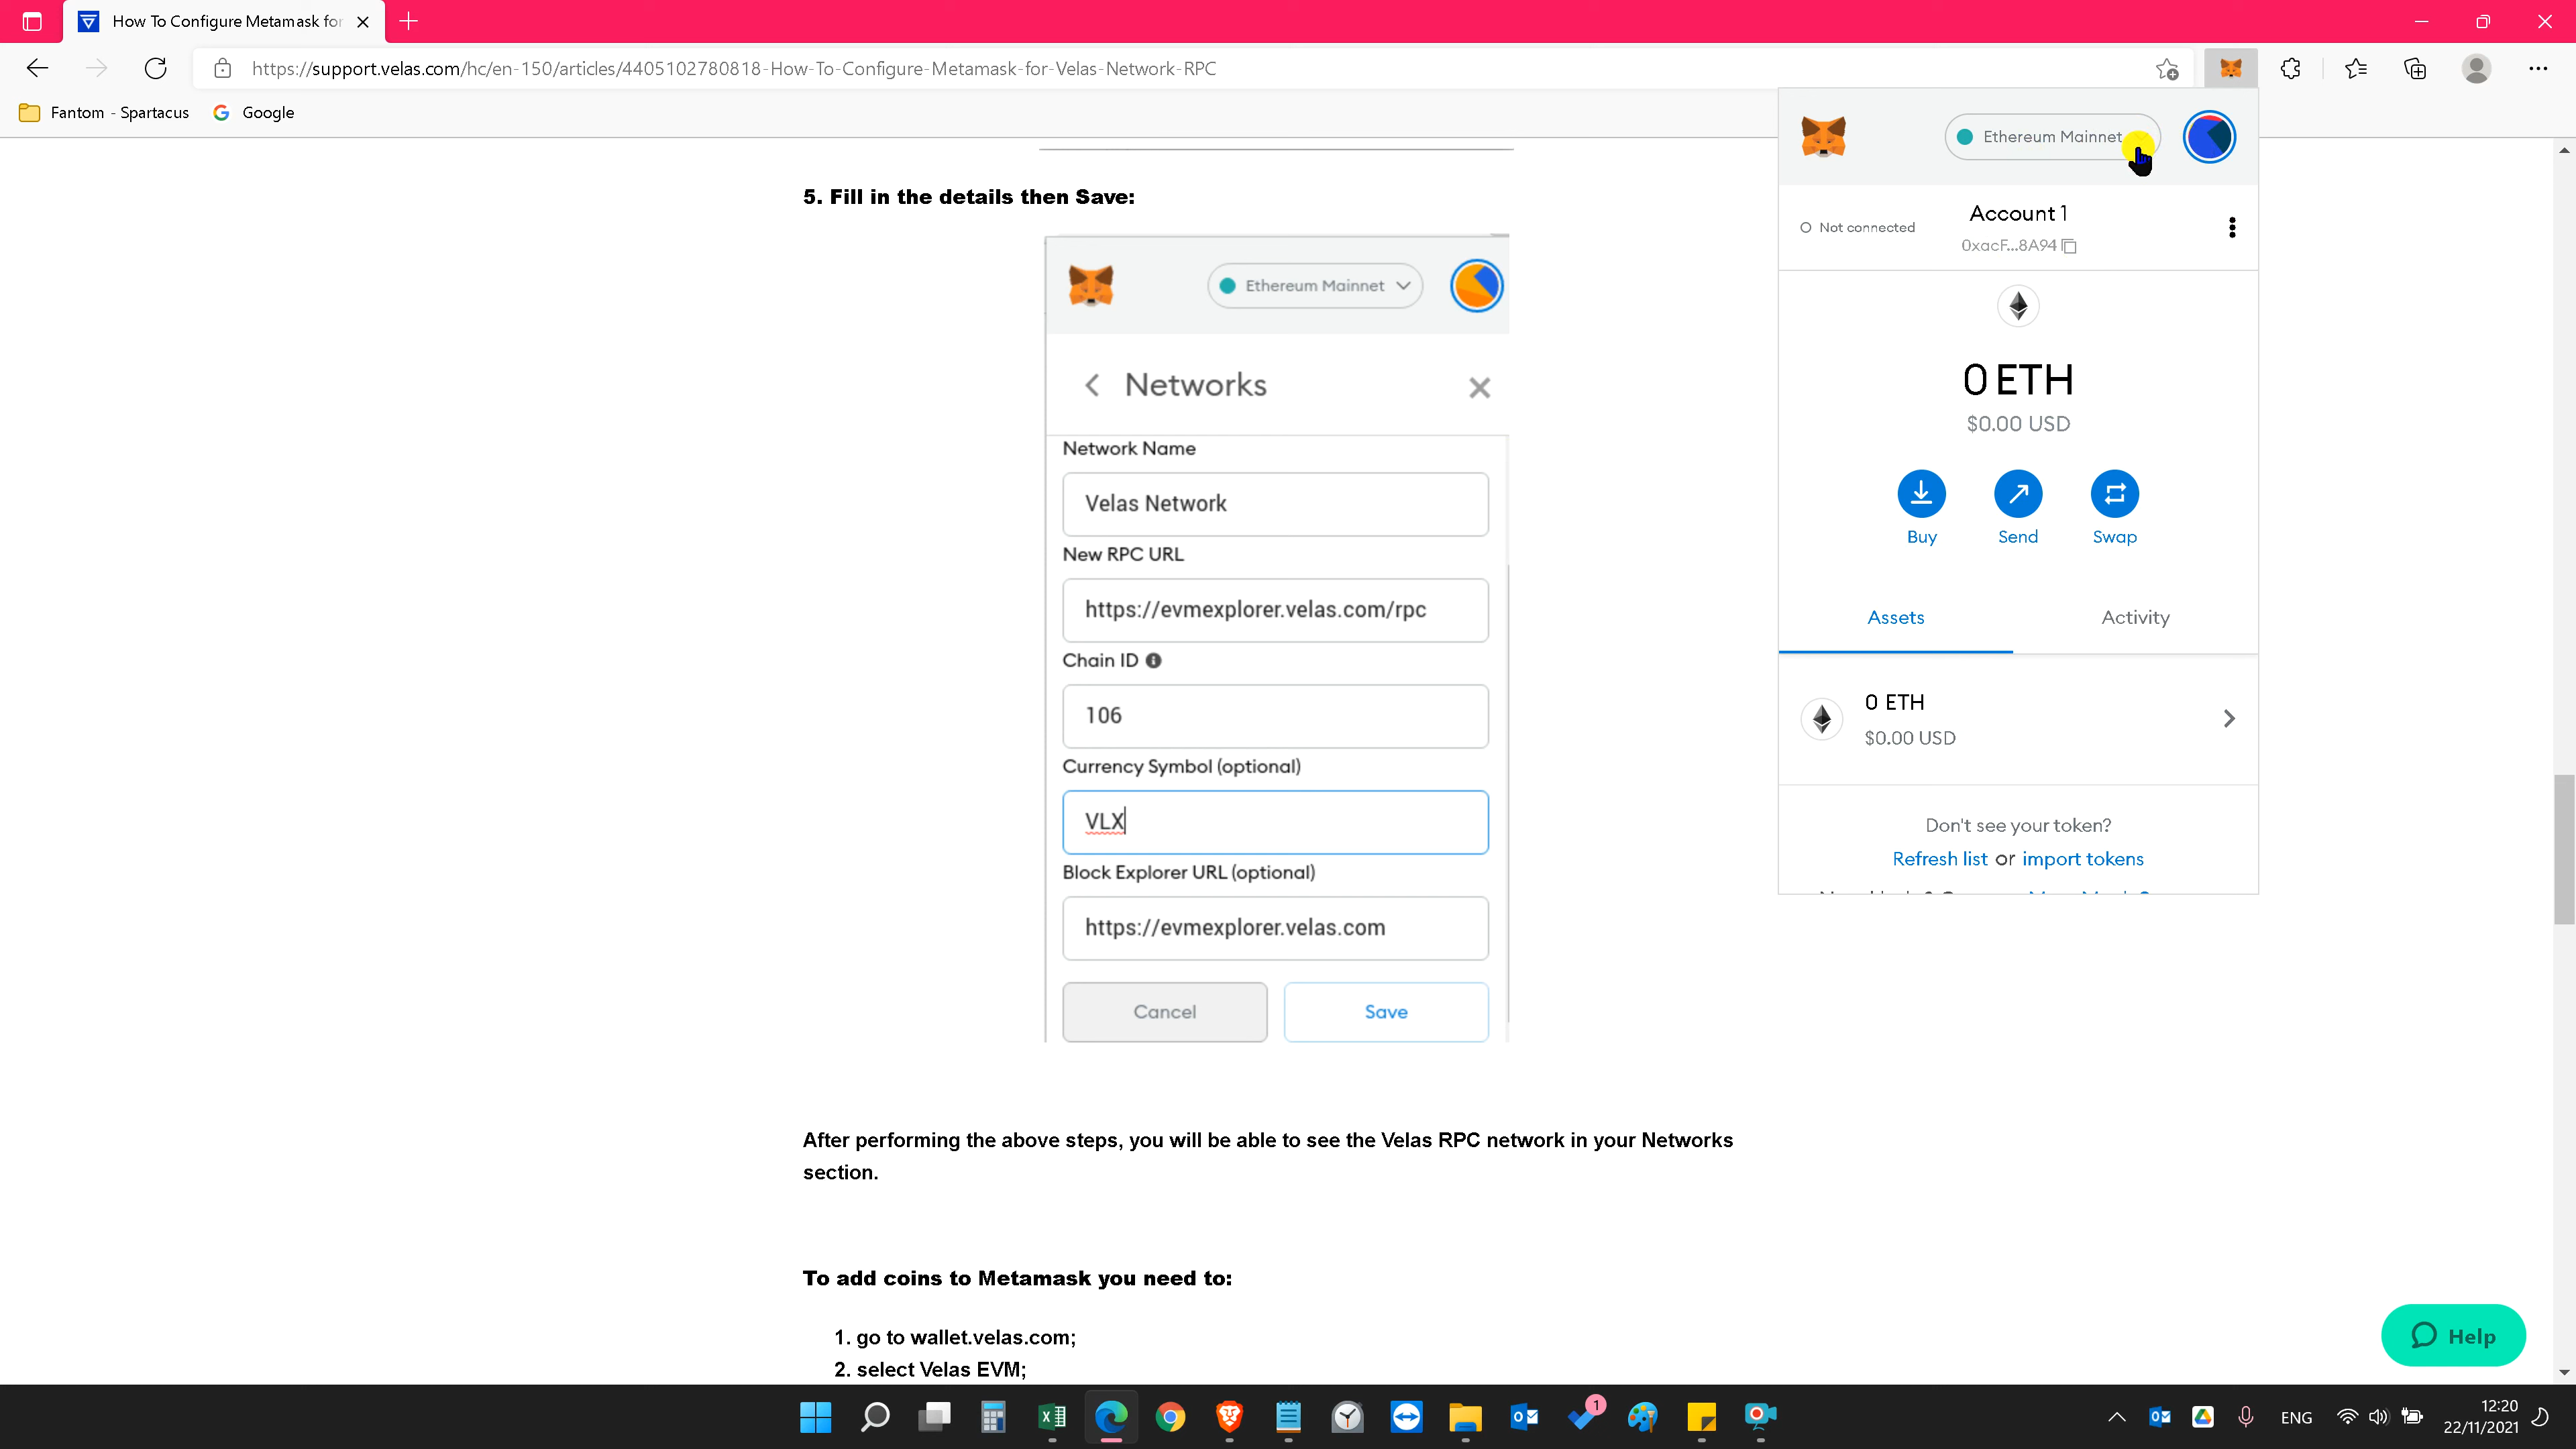 How To Configure Metamask for
https://support.velas.com/hc/en-150/articles/4405102780818-How-To-Configure-Metamask-for-Velas-Network-RPC
Fantom - Spartacus
Google
5. Fill in the details then Save:
Ethereum Mainnet
Networks
Network Name
Velas Network
New RPC URL
https://evmexplorer.velas.com/rpc
Chain ID
106
Currency Symbol (optional)
VLX
Block Explorer URL (optional)
https://evmexplorer.velas.com
Cancel
Save
After performing the above steps, you will be able to see the Velas RPC network in your Networks
section.
To add coins to Metamask you need to:
1. go to wallet.velas.com;
2. select Velas EVM;
Ethereum Mainnet
Not connected
Account 1
0xacF...8A94
0 ETH
$0.00 USD
Buy
Send
Swap
Assets
Activity
0 ETH
$0.00 USD
Don't see your token?
Refresh list or import tokens
Help
1
ENG
12:20
22/11/2021